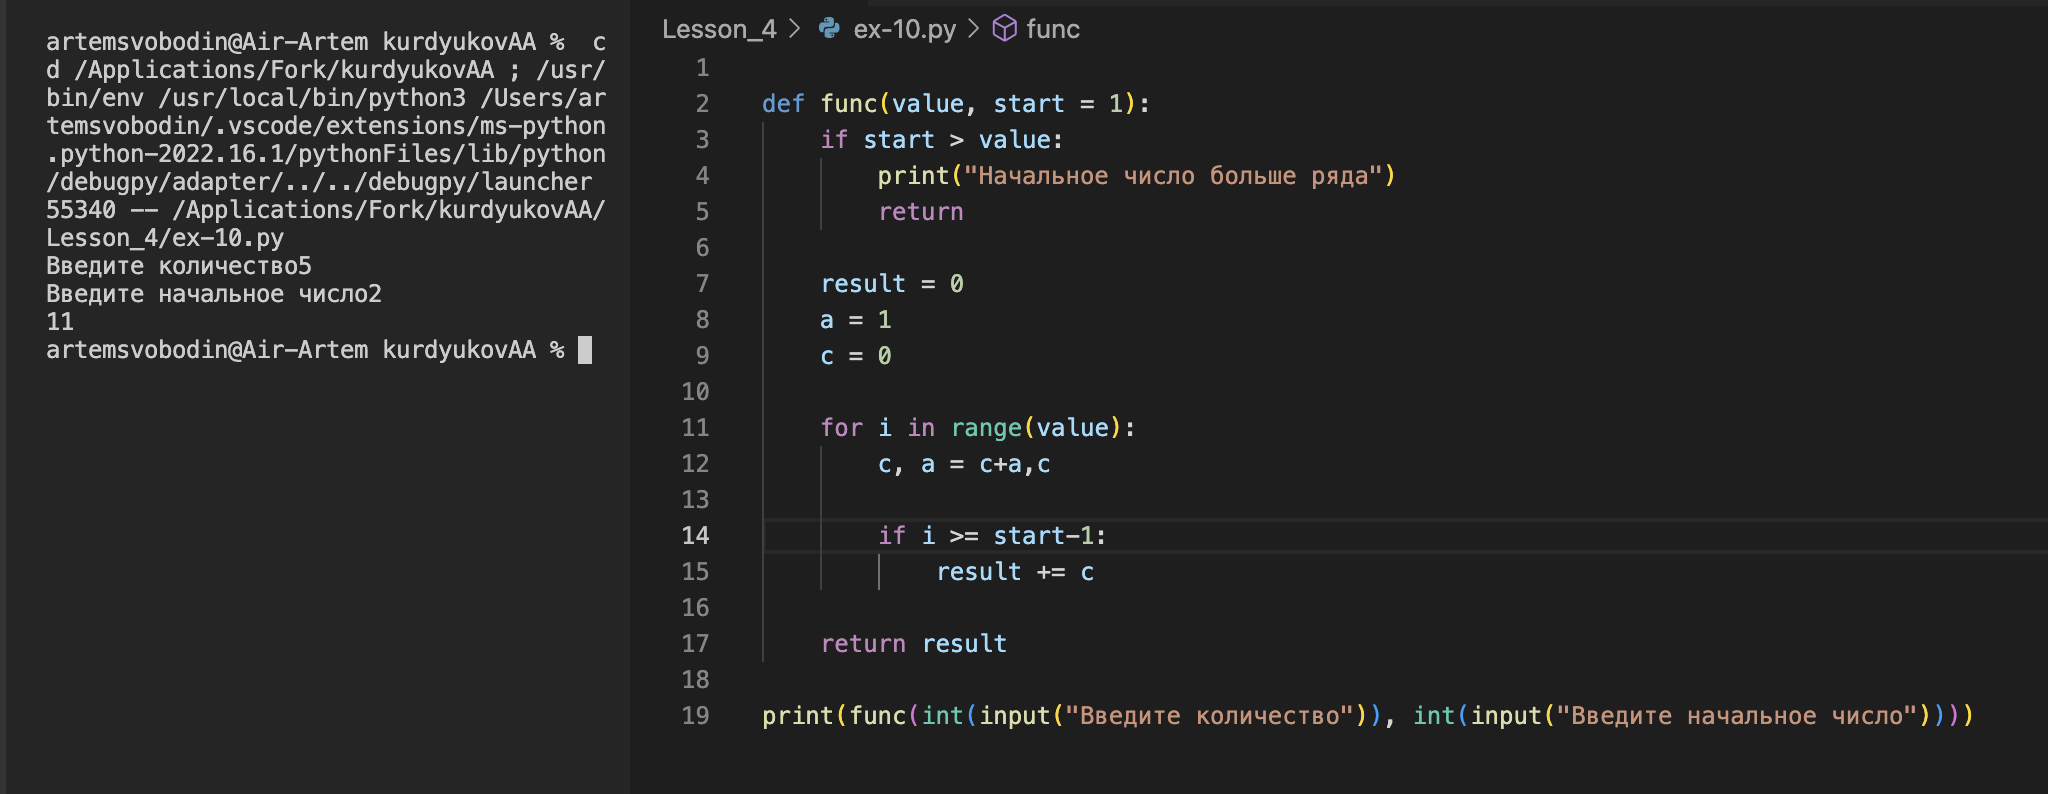 artemsvobodin@Air-Artem kurdyukovAA %  c
d /Applications/Fork/kurdyukovAA ; /usr/
bin/env /usr/local/bin/python3 /Users/ar
temsvobodin/.vscode/extensions/ms-python
.python-2022.16.1/pythonFiles/lib/python
/debugpy/adapter/../../debugpy/launcher
55340 -- /Applications/Fork/kurdyukovAA/
Lesson_4/ex-10.py
Введите количество5
Введите начальное число2
11
artemsvobodin@Air-Artem kurdyukovAA %
Lesson_4 > ex-10.py > func
1
2 def func(value, start = 1):
3     if start > value:
4         print("Начальное число больше ряда")
5         return
6
7     result = 0
8     a = 1
9     c = 0
10
11     for i in range(value):
12         c, a = c+a,c
13
14         if i >= start-1:
15             result += c
16
17     return result
18
19 print(func(int(input("Введите количество")), int(input("Введите начальное число"))))